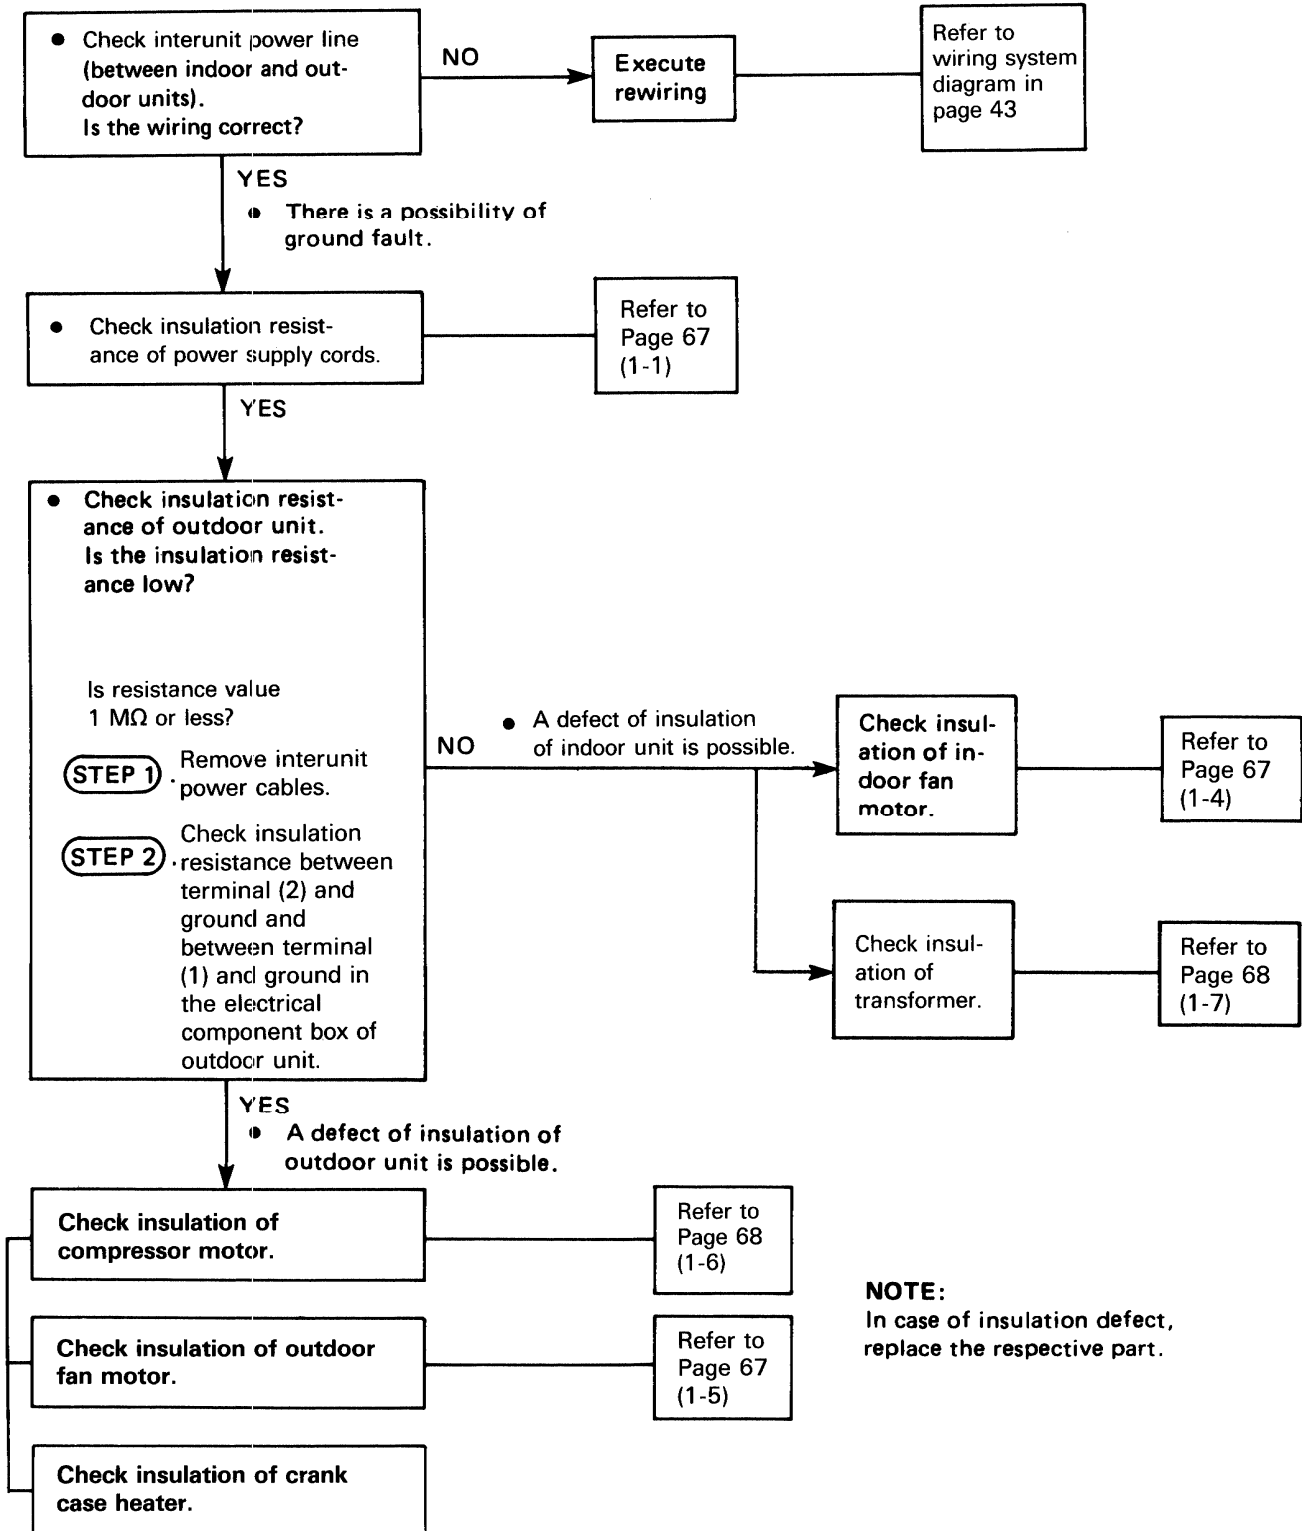 ● Check interunit power line
(between indoor and out-
door units).
Is the wiring correct?
NO
Execute
rewiring
Refer to
wiring system
diagram in
page 43
YES
● There is a possibility of
ground fault.
● Check insulation resist-
ance of power supply cords.
Refer to
Page 67
(1-1)
YES
● Check insulation resist-
ance of outdoor unit.
Is the insulation resist-
ance low?
Is resistance value
1 MΩ or less?
STEP 1. Remove interunit
power cables.
STEP 2. Check insulation
resistance between
terminal (2) and
ground and
between terminal
(1) and ground in
the electrical
component box of
outdoor unit.
NO
● A defect of insulation
of indoor unit is possible.
Check insul-
ation of in-
door fan
motor.
Refer to
Page 67
(1-4)
Check insul-
ation of
transformer.
Refer to
Page 68
(1-7)
YES
● A defect of insulation of
outdoor unit is possible.
Check insulation of
compressor motor.
Refer to
Page 68
(1-6)
Check insulation of outdoor
fan motor.
Refer to
Page 67
(1-5)
Check insulation of crank
case heater.
NOTE:
In case of insulation defect,
replace the respective part.